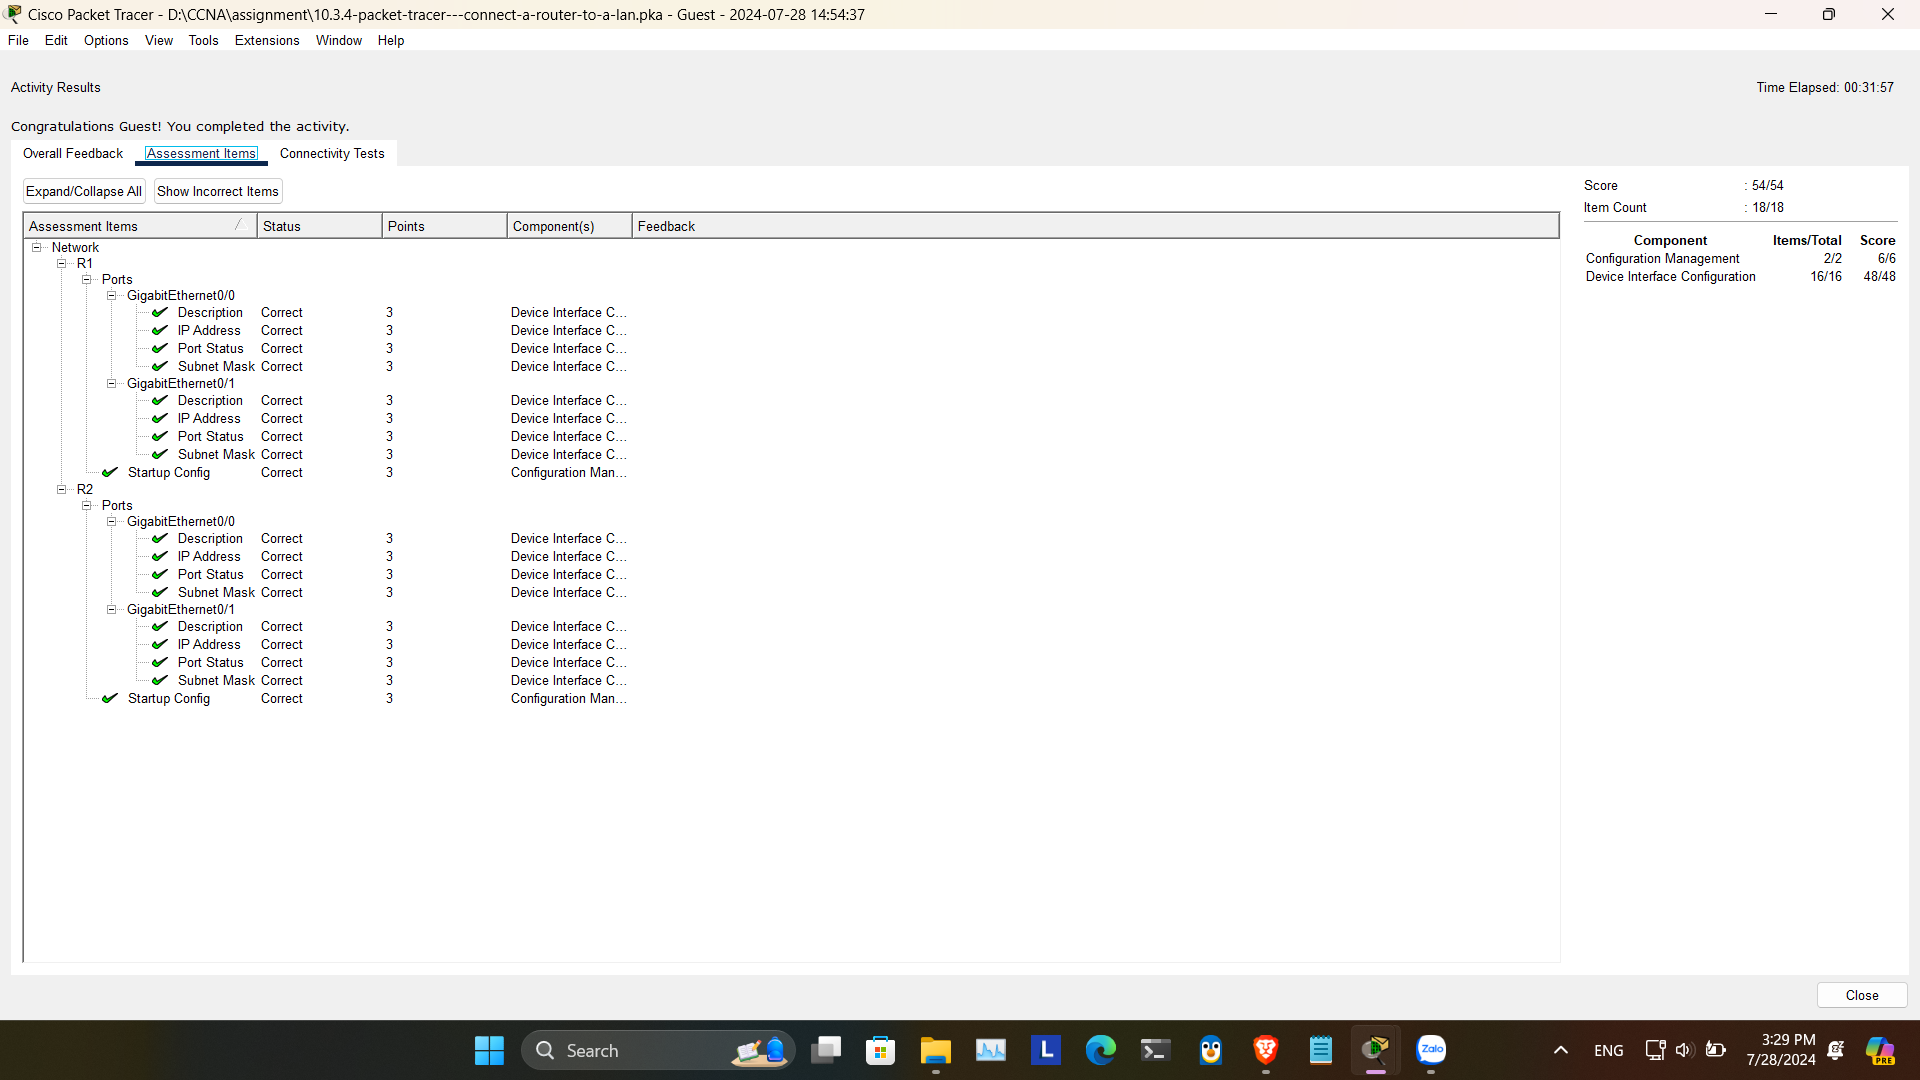 Cisco Packet Tracer - D:\CCNA\assignment\10.3.4-packet-tracer---connect-a-router-to-a-lan.pka - Guest - 2024-07-28 14:54:37
File Edit Options View Tools Extensions Window Help
Activity Results Time Elapsed: 00:31:57
Congratulations Guest! You completed the activity.
Overall Feedback Assessment Items Connectivity Tests
Expand/Collapse All Show Incorrect Items
Assessment Items Status Points Component(s) Feedback
Network
R1
Ports
GigabitEthernet0/0
Description Correct 3 Device Interface C...
IP Address Correct 3 Device Interface C...
Port Status Correct 3 Device Interface C...
Subnet Mask Correct 3 Device Interface C...
GigabitEthernet0/1
Description Correct 3 Device Interface C...
IP Address Correct 3 Device Interface C...
Port Status Correct 3 Device Interface C...
Subnet Mask Correct 3 Device Interface C...
Startup Config Correct 3 Configuration Man...
R2
Ports
GigabitEthernet0/0
Description Correct 3 Device Interface C...
IP Address Correct 3 Device Interface C...
Port Status Correct 3 Device Interface C...
Subnet Mask Correct 3 Device Interface C...
GigabitEthernet0/1
Description Correct 3 Device Interface C...
IP Address Correct 3 Device Interface C...
Port Status Correct 3 Device Interface C...
Subnet Mask Correct 3 Device Interface C...
Startup Config Correct 3 Configuration Man...
Score : 54/54
Item Count : 18/18
Component Items/Total Score
Configuration Management 2/2 6/6
Device Interface Configuration 16/16 48/48
Close
Search
L
Zalo
ENG
3:29 PM
7/28/2024
PRE